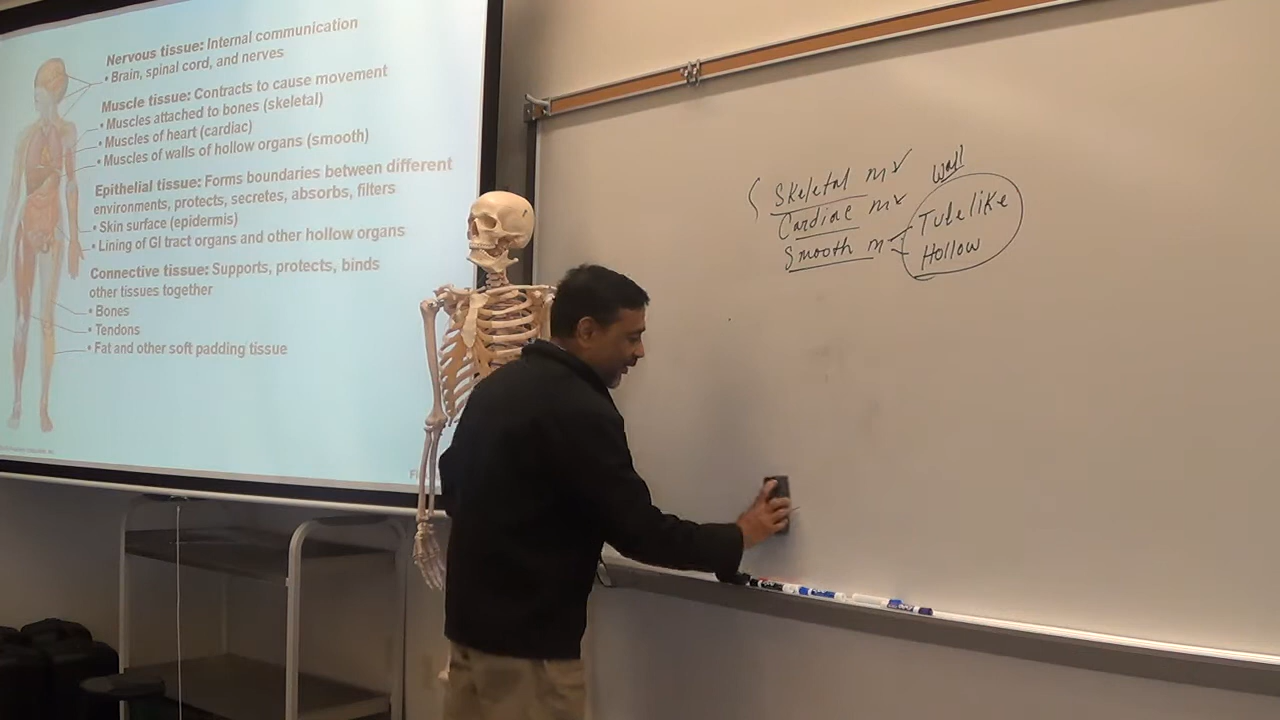 Nervous tissue: Internal communication
• Brain, spinal cord, and nerves
Muscle tissue: Contracts to cause movement
• Muscles attached to bones (skeletal)
• Muscles of heart (cardiac)
• Muscles of walls of hollow organs (smooth)
Epithelial tissue: Forms boundaries between different
environments, protects, secretes, absorbs, filters
• Skin surface (epidermis)
• Lining of GI tract organs and other hollow organs
Connective tissue: Supports, protects, binds
other tissues together
• Bones
• Tendons
• Fat and other soft padding tissue
Wall
Skeletal m ✓
Cardiac m ✓
Smooth m
Tubelike
Hollow